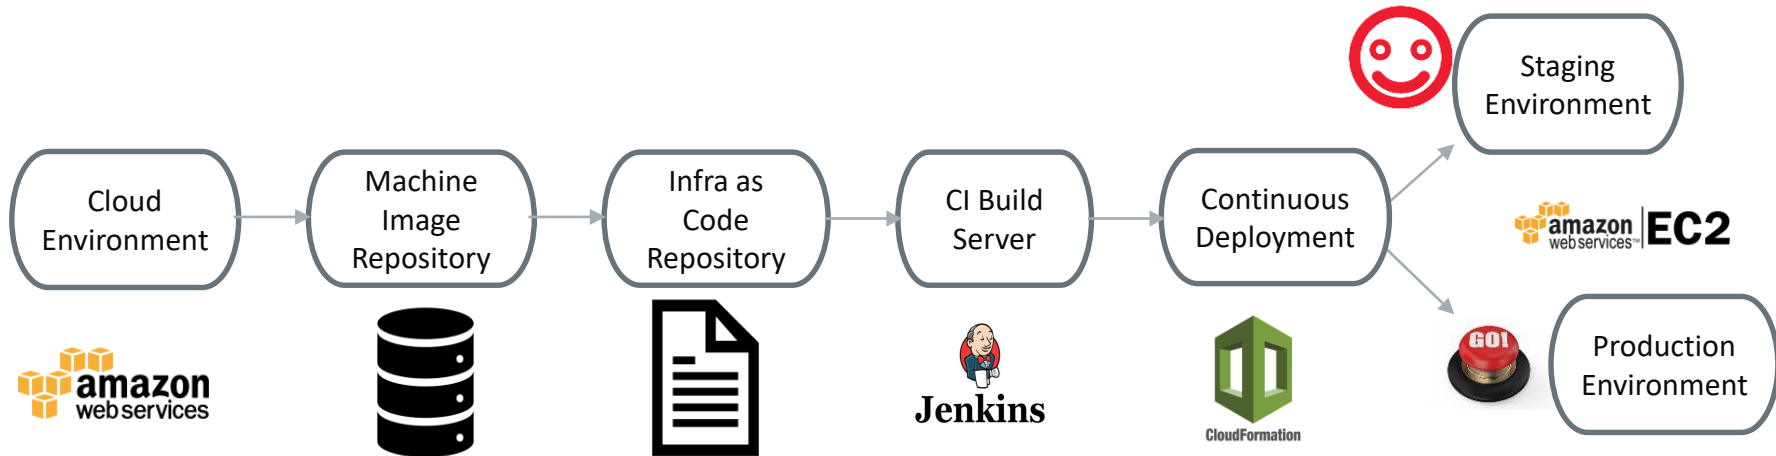 Staging
Environment
Cloud
Environment
Machine
Image
Repository
Infra as
Code
Repository
CI Build
Server
Continuous
Deployment
amazon
web services™
EC2
amazon
web services
Jenkins
CloudFormation
GO!
Production
Environment